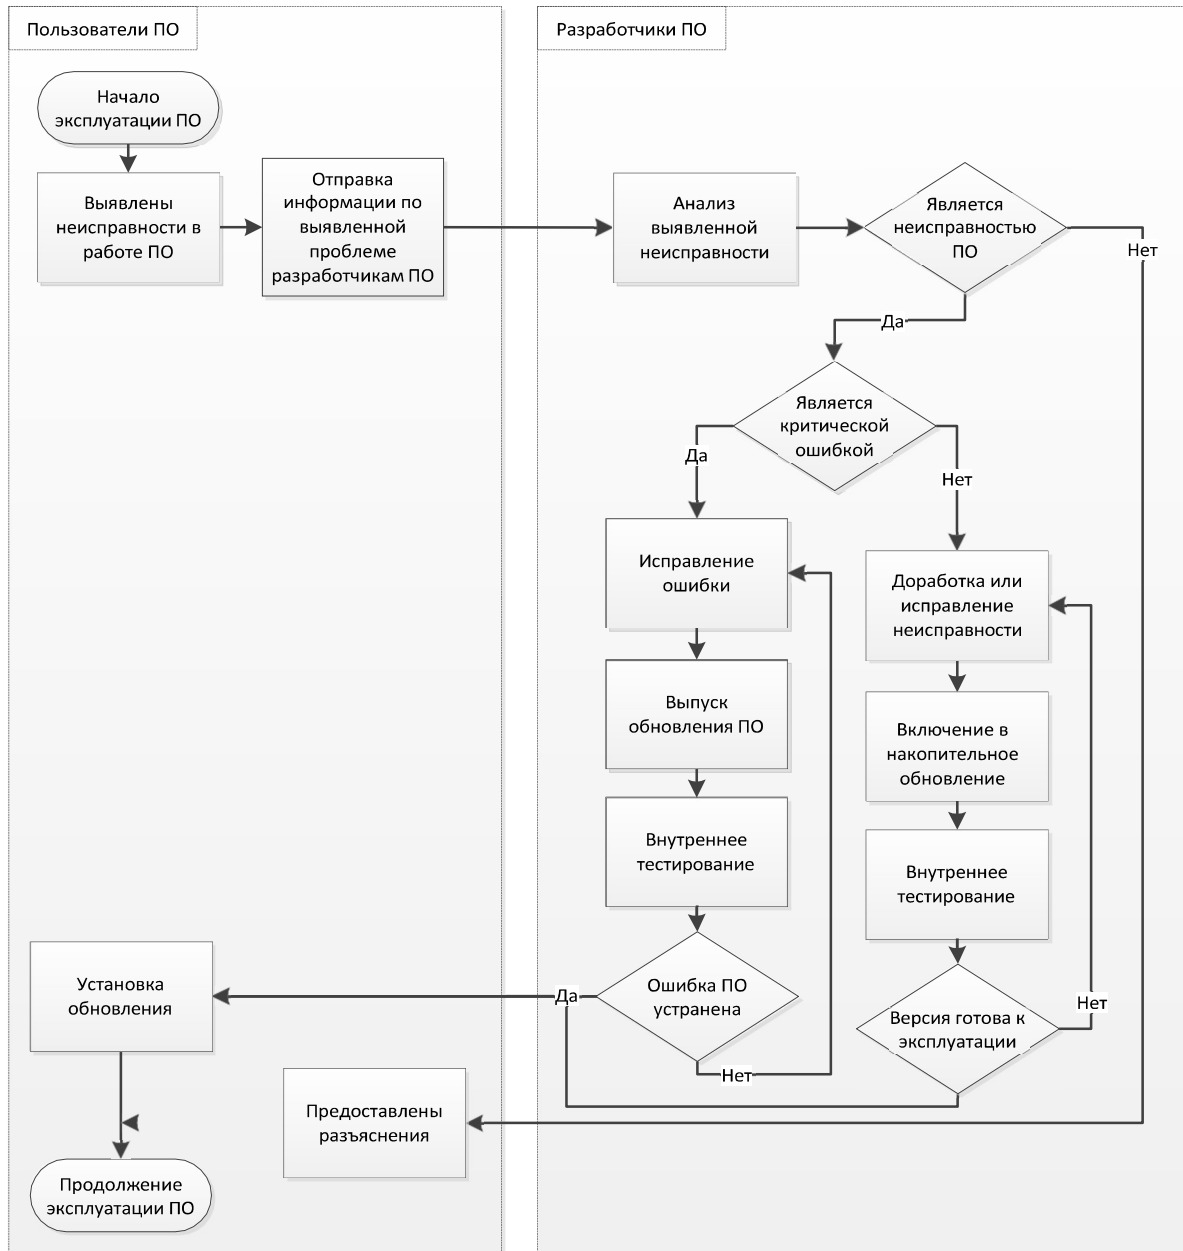 Пользователи ПО
Разработчики ПО
Начало
эксплуатации ПО
Выявлены
неисправности в
работе ПО
Отправка
информации по
выявленной
проблеме
разработчикам ПО
Анализ
выявленной
неисправности
Является
неисправностью
ПО
Нет
Да
Является
критической
ошибкой
Да
Нет
Исправление
ошибки
Доработка или
исправление
неисправности
Выпуск
обновления ПО
Включение в
накопительное
обновление
Внутреннее
тестирование
Внутреннее
тестирование
Установка
обновления
Да
Ошибка ПО
устранена
Нет
Версия готова к
эксплуатации
Нет
Предоставлены
разъяснения
Продолжение
эксплуатации ПО